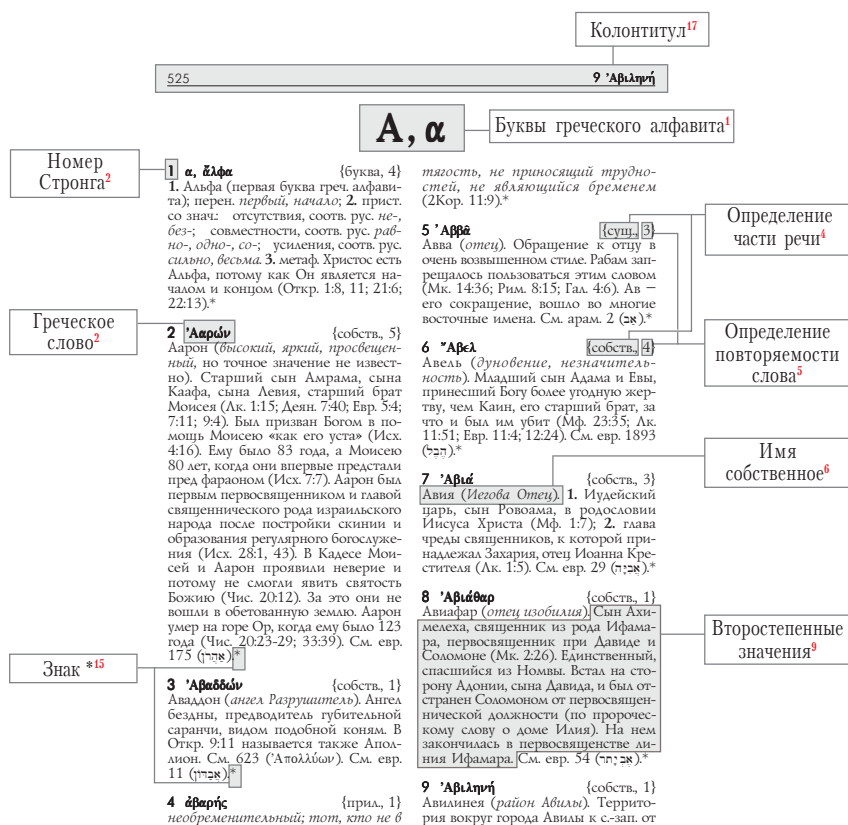 Колонтитул17
525 9 Ἀβιληνή
Α, α
Буквы греческого алфавита1
Номер
Стронга2
1 α, ἄλφα {буква, 4}
1. Альфа (первая буква греч. алфави-
та); перен. первый, начало; 2. прист.
со знач.: отсутствия, соотв. рус. не-,
без-; совместности, соотв. рус. рав-
но-, одно-, со-; усиления, соотв. рус.
сильно, весьма. 3. метаф. Христос есть
Альфа, потому как Он является на-
чалом и концом (Откр. 1:8, 11; 21:6;
22:13).*
Греческое
слово2
2 Ἀαρών {собств., 5}
Аарон (высокий, яркий, просвещен-
ный, но точное значение не извест-
но). Старший сын Амрама, сына
Каафа, сына Левия, старший брат
Моисея (Лк. 1:15; Деян. 7:40; Евр. 5:4;
7:11; 9:4). Был призван Богом в по-
мощь Моисею «как его уста» (Исх.
4:16). Ему было 83 года, а Моисею
80 лет, когда они впервые предстали
пред фараоном (Исх. 7:7). Аарон был
первым первосвященником и главой
священнического рода израильского
народа после постройки скинии и
образования регулярного богослуже-
ния (Исх. 28:1, 43). В Кадесе Мои-
сей и Аарон проявили неверие и
потому не смогли явить святость
Божию (Чис. 20:12). За это они не
вошли в обетованную землю. Аарон
умер на горе Ор, когда ему было 123
года (Чис. 20:23-29; 33:39). См. евр.
175 (אַהֲרֹן).*
Знак *15
3 Ἀβαδδών {собств., 1}
Аваддон (ангел Разрушитель). Ангел
бездны, предводитель губительной
саранчи, видом подобной коням. В
Откр. 9:11 называется также Апол-
лион. См. 623 (Ἀπολλύων). См. евр.
11 (אֲבַדּוֹן).*
4 ἀβαρής {прил., 1}
необременительный; тот, кто не в
тягость, не приносящий трудно-
стей, не являющийся бременем
(2Кор. 11:9).*
5 Ἀββᾶ {сущ., 3}
Авва (отец). Обращение к отцу в
очень возвышенном стиле. Рабам зап-
рещалось пользоваться этим словом
(Мк. 14:36; Рим. 8:15; Гал. 4:6). Ав —
его сокращение, вошло во многие
восточные имена. См. арам. 2 (אַב).*
Определение
части речи4
6 Ἄβελ {собств., 4}
Авель (дуновение, незначитель-
ность). Младший сын Адама и Евы,
принесший Богу более угодную жер-
тву, чем Каин, его старший брат, за
что и был им убит (Мф. 23:35; Лк.
11:51; Евр. 11:4; 12:24). См. евр. 1893
(הֶבֶל).*
Определение
повторяемости
слова5
7 Ἀβιά {собств., 3}
Авия (Иегова Отец). 1. Иудейский
царь, сын Ровоама, в родословии
Иисуса Христа (Мф. 1:7); 2. глава
чреды священников, к которой при-
надлежал Захария, отец Иоанна Кре-
стителя (Лк. 1:5). См. евр. 29 (אֲבִיָּה).*
Имя
собственное6
8 Ἀβιάθαρ {собств., 1}
Авиафар (отец изобилия). Сын Ахи-
мелеха, священник из рода Ифама-
ра, первосвященник при Давиде и
Соломоне (Мк. 2:26). Единственный,
спасшийся из Номвы. Встал на сто-
рону Адонии, сына Давида, и был от-
странен Соломоном от первосвящен-
нической должности (по пророчес-
кому слову о доме Илия). На нем
закончилась в первосвященстве ли-
ния Ифамара. См. евр. 54 (אֶבְיָתָר).*
Второстепенные
значения9
9 Ἀβιληνή {собств., 1}
Авилинея (район Авилы). Террито-
рия вокруг города Авилы к с.-зап. от